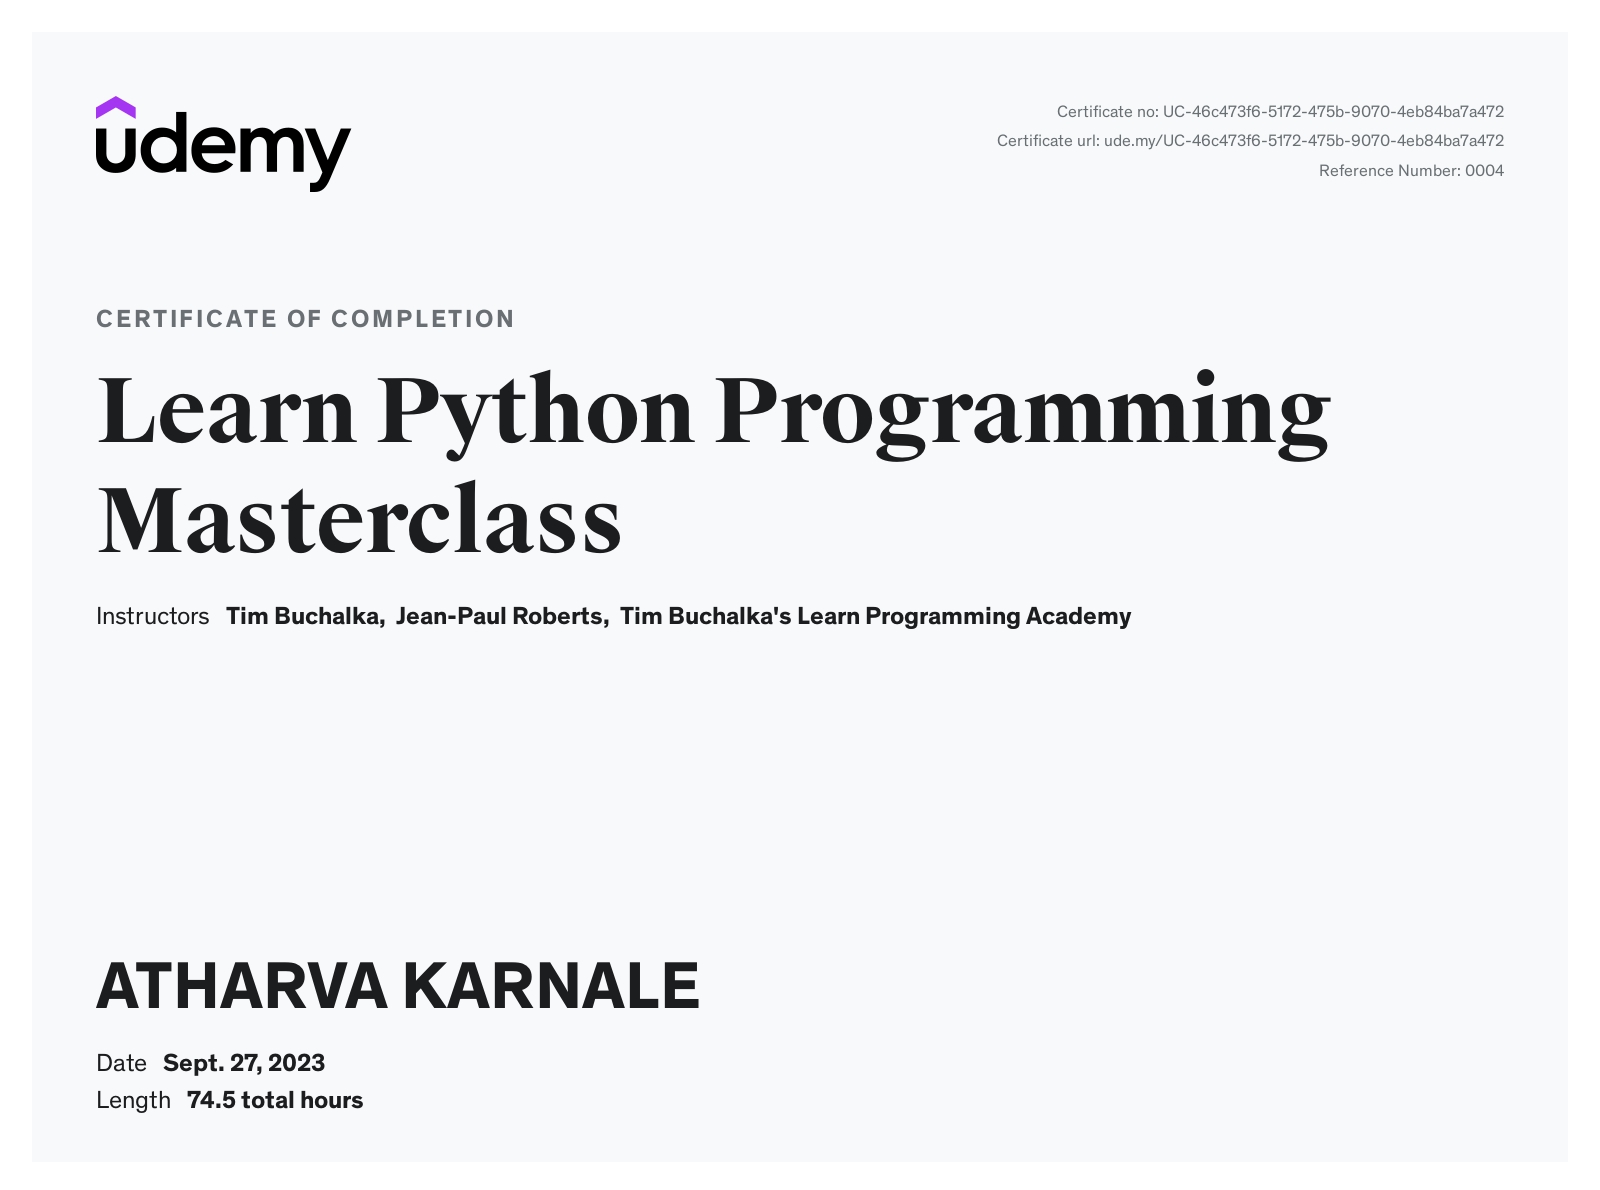 udemy
Certificate no: UC-46c473f6-5172-475b-9070-4eb84ba7a472
Certificate url: ude.my/UC-46c473f6-5172-475b-9070-4eb84ba7a472
Reference Number: 0004
CERTIFICATE OF COMPLETION
Learn Python Programming
Masterclass
Instructors Tim Buchalka, Jean-Paul Roberts, Tim Buchalka's Learn Programming Academy
ATHARVA KARNALE
Date Sept. 27, 2023
Length 74.5 total hours